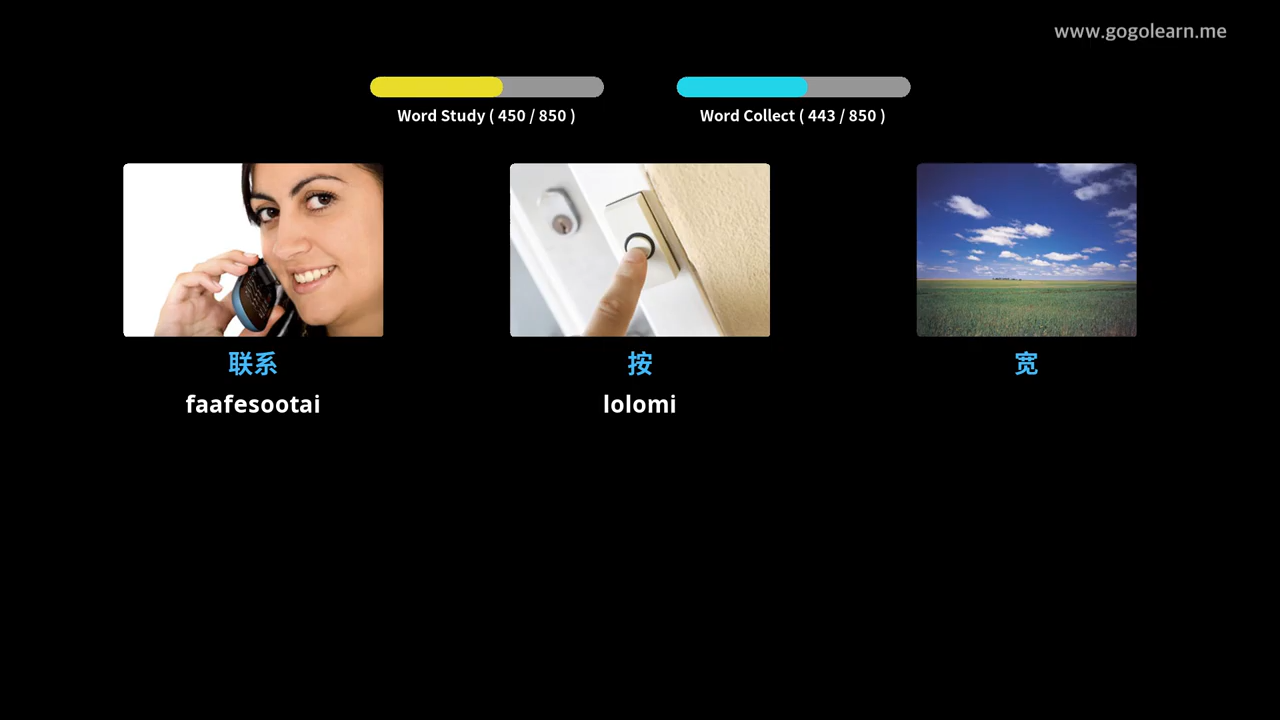 www.gogolearn.me
Word Study ( 450 / 850 )
Word Collect ( 443 / 850 )
联系
按
宽
faafesootai
lolomi